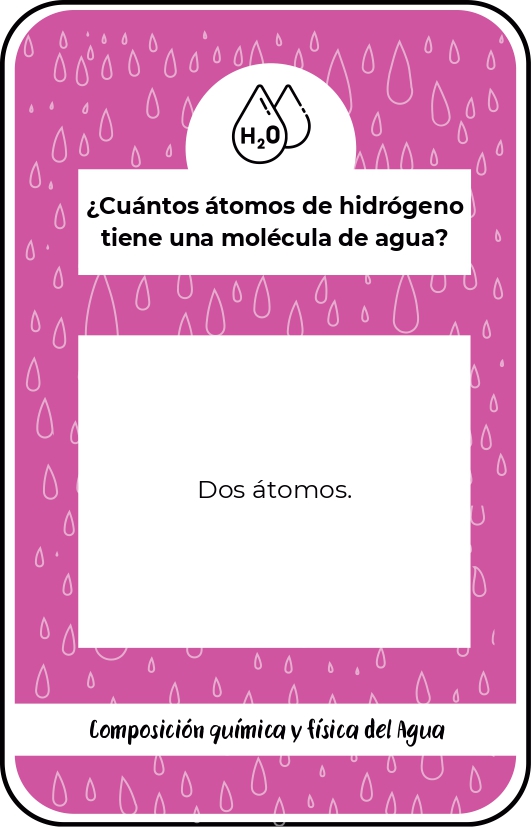 H₂O
¿Cuántos átomos de hidrógeno
tiene una molécula de agua?
Dos átomos.
Composición química y física del Agua